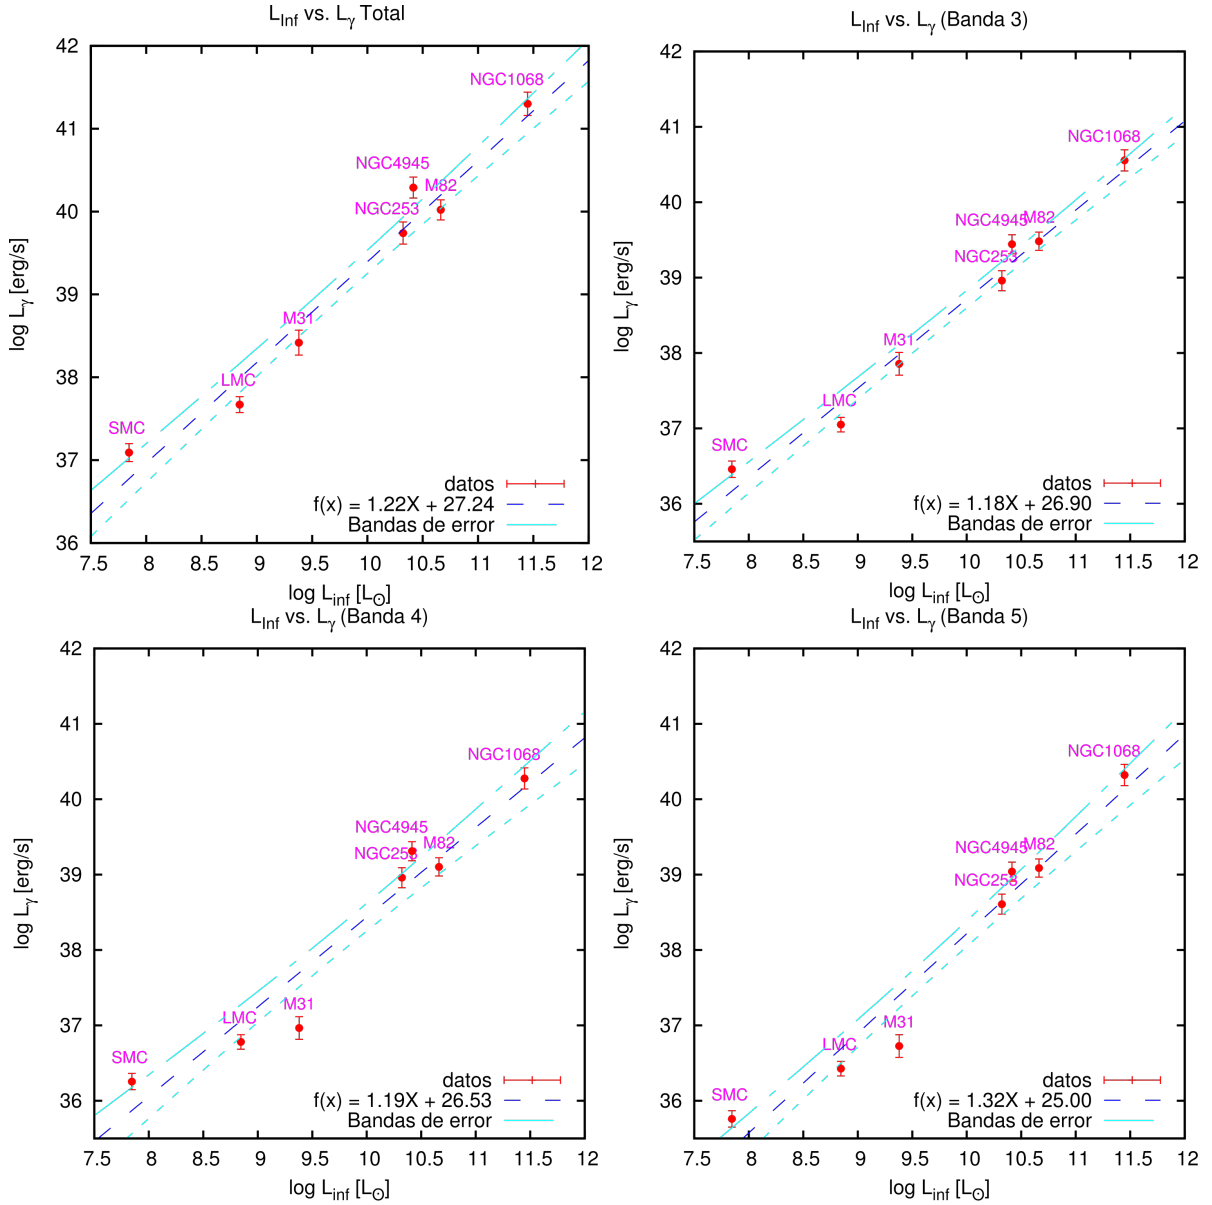 L_Inf vs. L_γ Total
42
41
40
39
38
37
36
log L_γ [erg/s]
NGC1068
NGC4945
M82
NGC253
M31
LMC
SMC
datos
f(x) = 1.22X + 27.24
Bandas de error
7.5 8 8.5 9 9.5 10 10.5 11 11.5 12
log L_inf [L_⊙]
L_Inf vs. L_γ (Banda 3)
42
41
40
39
38
37
36
log L_γ [erg/s]
NGC1068
NGC4945
M82
NGC253
M31
LMC
SMC
datos
f(x) = 1.18X + 26.90
Bandas de error
7.5 8 8.5 9 9.5 10 10.5 11 11.5 12
log L_inf [L_⊙]
L_Inf vs. L_γ (Banda 4)
42
41
40
39
38
37
36
log L_γ [erg/s]
NGC1068
NGC4945
M82
NGC253
M31
LMC
SMC
datos
f(x) = 1.19X + 26.53
Bandas de error
7.5 8 8.5 9 9.5 10 10.5 11 11.5 12
log L_inf [L_⊙]
L_Inf vs. L_γ (Banda 5)
42
41
40
39
38
37
36
log L_γ [erg/s]
NGC1068
NGC4945
M82
NGC253
M31
LMC
SMC
datos
f(x) = 1.32X + 25.00
Bandas de error
7.5 8 8.5 9 9.5 10 10.5 11 11.5 12
log L_inf [L_⊙]